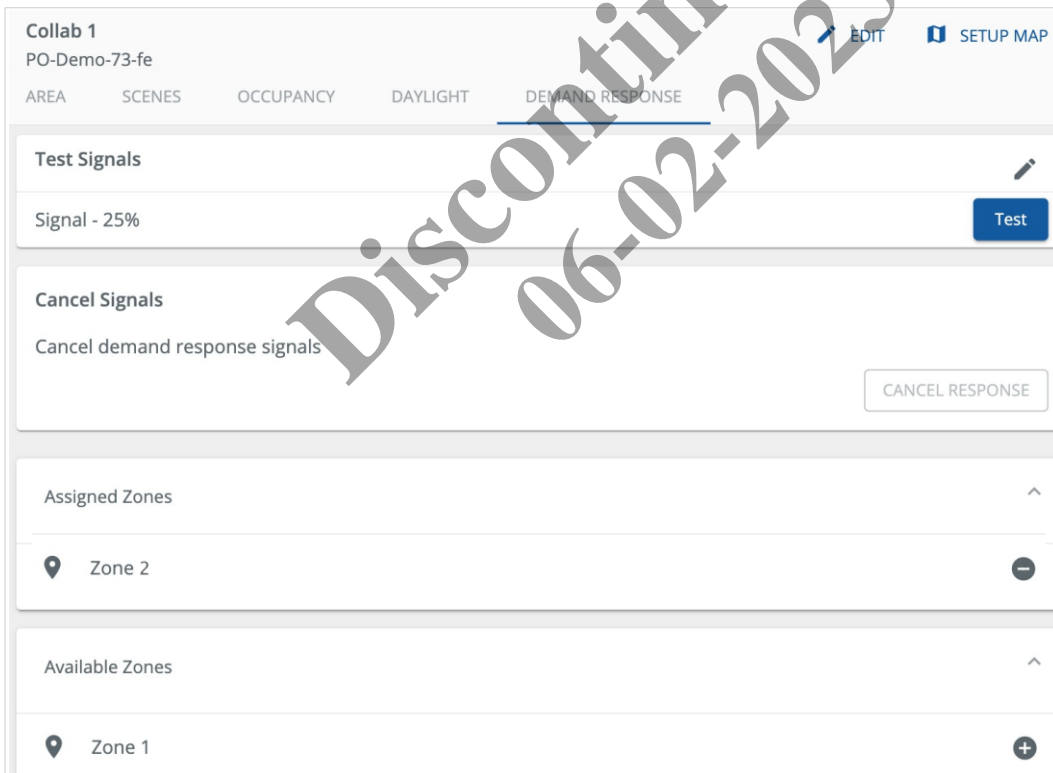 Collab 1
EDIT
SETUP MAP
PO-Demo-73-fe
AREA SCENES OCCUPANCY DAYLIGHT DEMAND RESPONSE
Test Signals
Signal - 25%
Test
Cancel Signals
Cancel demand response signals
CANCEL RESPONSE
Assigned Zones
Zone 2
Available Zones
Zone 1
Discontin
06-02-202